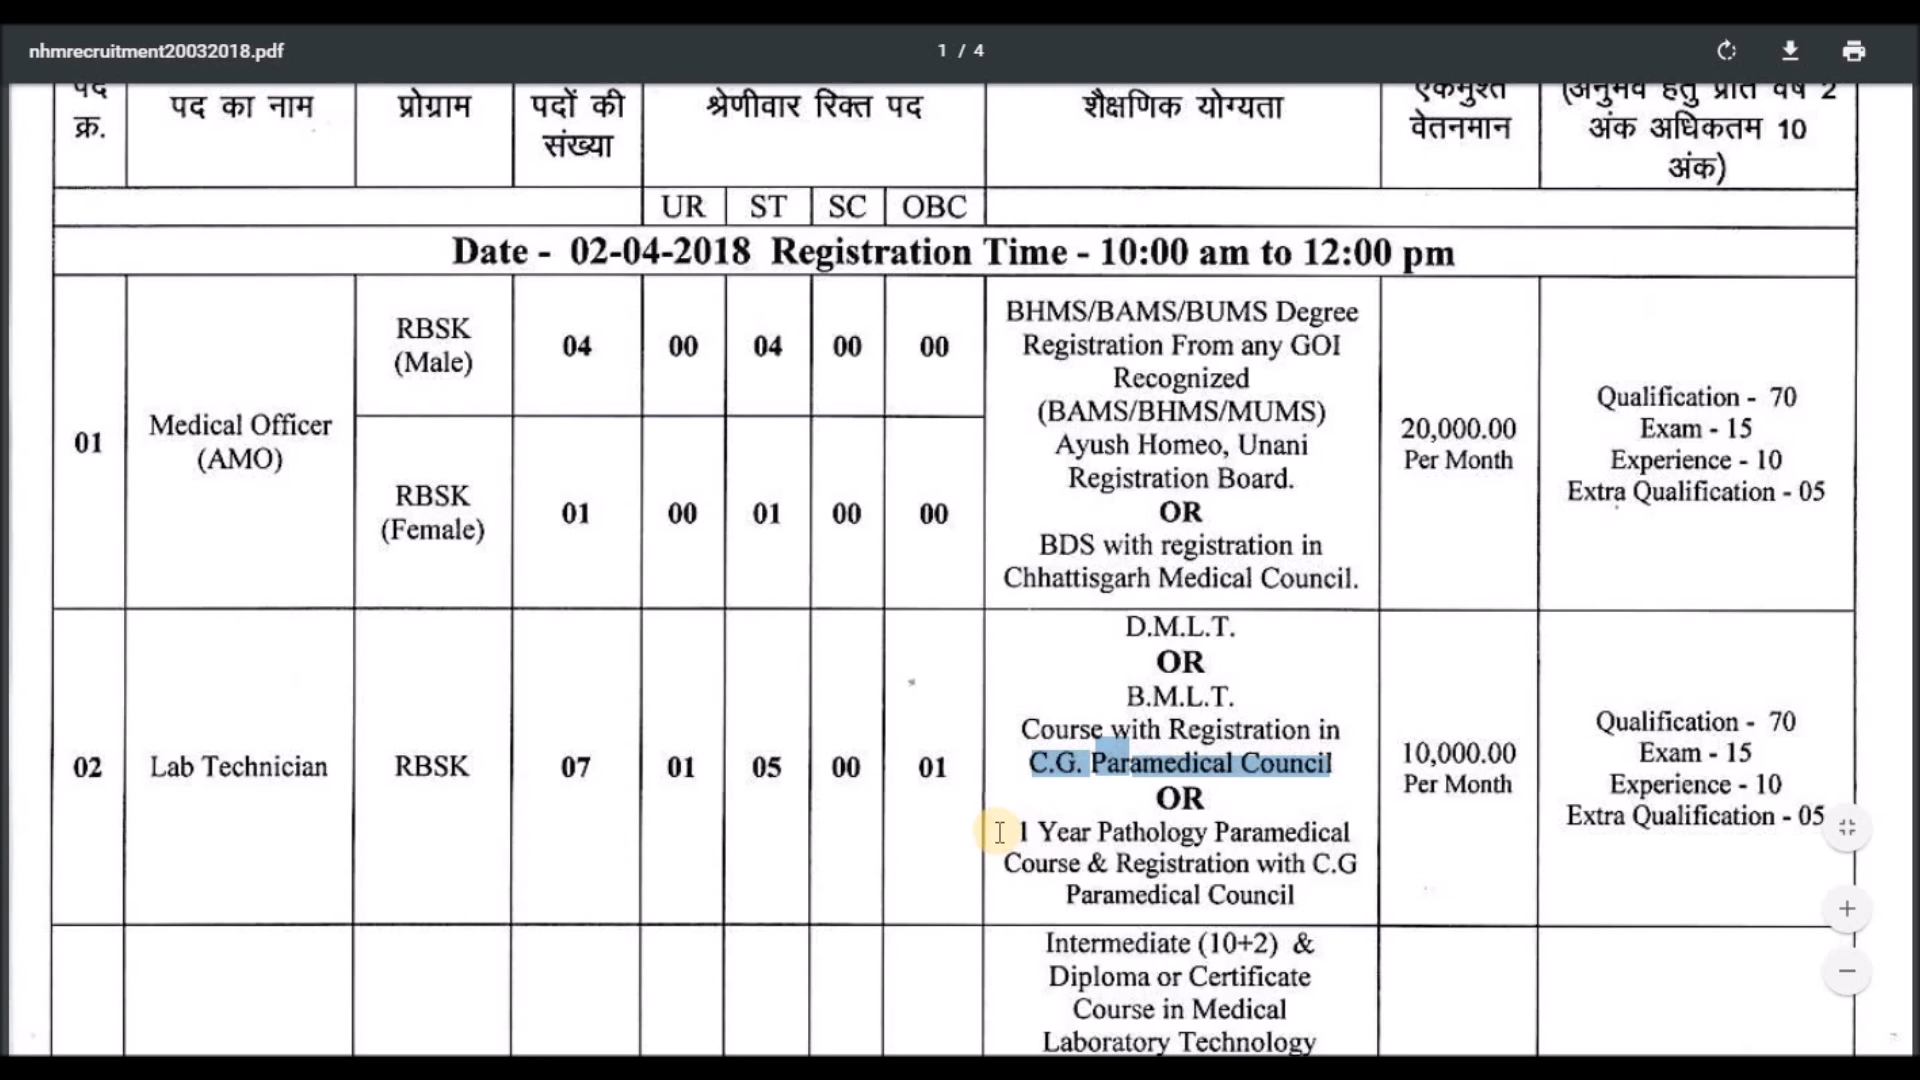 nhmrecruitment20032018.pdf
1 / 4
पद
क्र.
पद का नाम
प्रोग्राम
पदों की
संख्या
श्रेणीवार रिक्त पद
शैक्षणिक योग्यता
एकमुश्त
वेतनमान
(अनुभव हेतु प्रति वर्ष 2
अंक अधिकतम 10
अंक)
UR ST SC OBC
Date - 02-04-2018 Registration Time - 10:00 am to 12:00 pm
01
Medical Officer
(AMO)
RBSK
(Male)
04 00 04 00 00
RBSK
(Female)
01 00 01 00 00
BHMS/BAMS/BUMS Degree
Registration From any GOI
Recognized
(BAMS/BHMS/MUMS)
Ayush Homeo, Unani
Registration Board.
OR
BDS with registration in
Chhattisgarh Medical Council.
20,000.00
Per Month
Qualification - 70
Exam - 15
Experience - 10
Extra Qualification - 05
02
Lab Technician
RBSK
07 01 05 00 01
D.M.L.T.
OR
B.M.L.T.
Course with Registration in
C.G. Paramedical Council
OR
1 Year Pathology Paramedical
Course & Registration with C.G
Paramedical Council
10,000.00
Per Month
Qualification - 70
Exam - 15
Experience - 10
Extra Qualification - 05
Intermediate (10+2) &
Diploma or Certificate
Course in Medical
Laboratory Technology